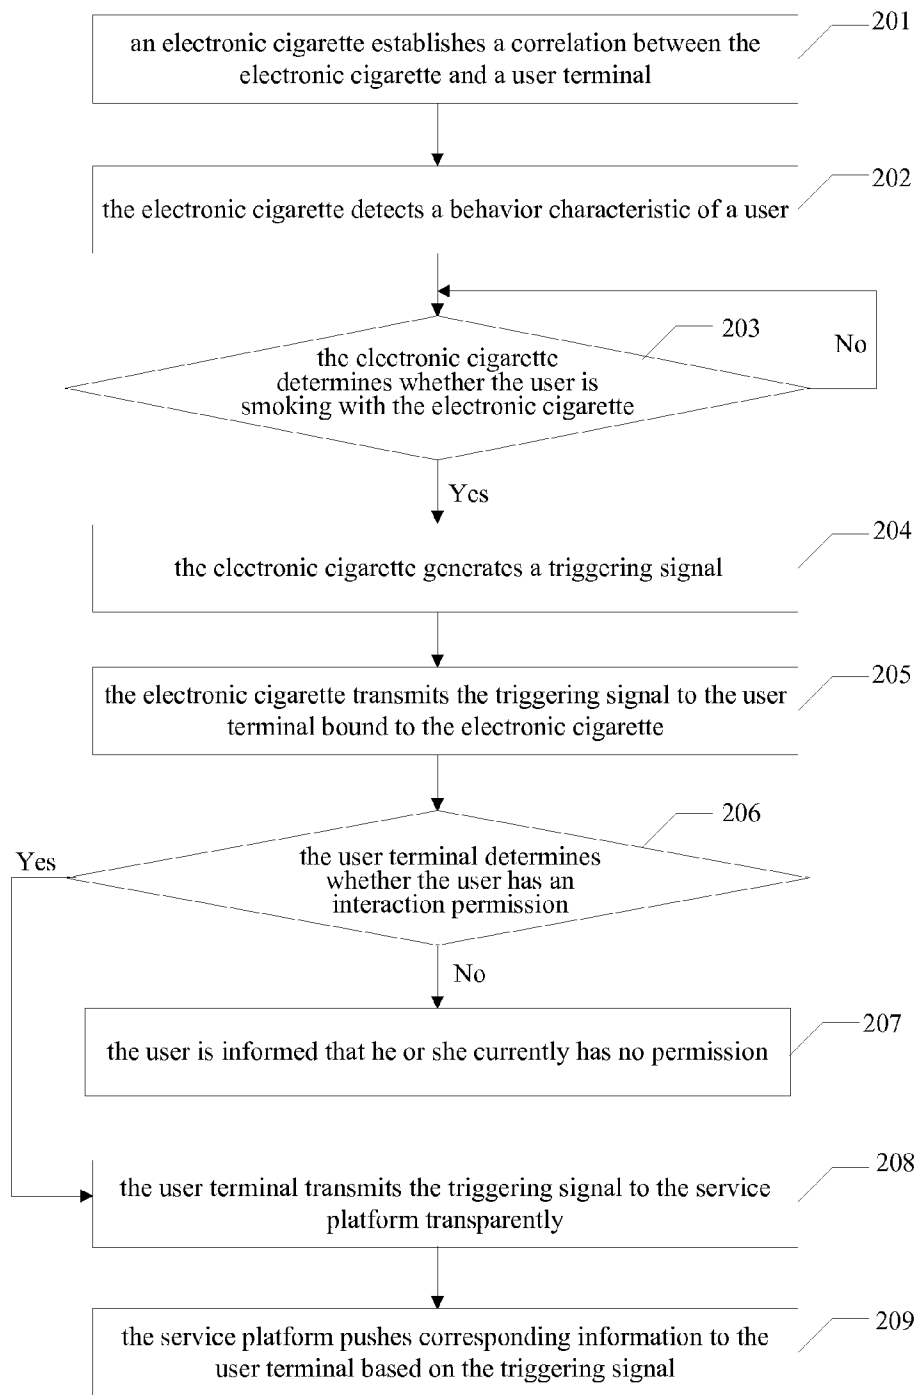 201
an electronic cigarette establishes a correlation between the
electronic cigarette and a user terminal
202
the electronic cigarette detects a behavior characteristic of a user
203
No
the electronic cigarette
determines whether the user is
smoking with the electronic cigarette
Yes
204
the electronic cigarette generates a triggering signal
205
the electronic cigarette transmits the triggering signal to the user
terminal bound to the electronic cigarette
206
Yes
the user terminal determines
whether the user has an
interaction permission
No
207
the user is informed that he or she currently has no permission
208
the user terminal transmits the triggering signal to the service
platform transparently
209
the service platform pushes corresponding information to the
user terminal based on the triggering signal